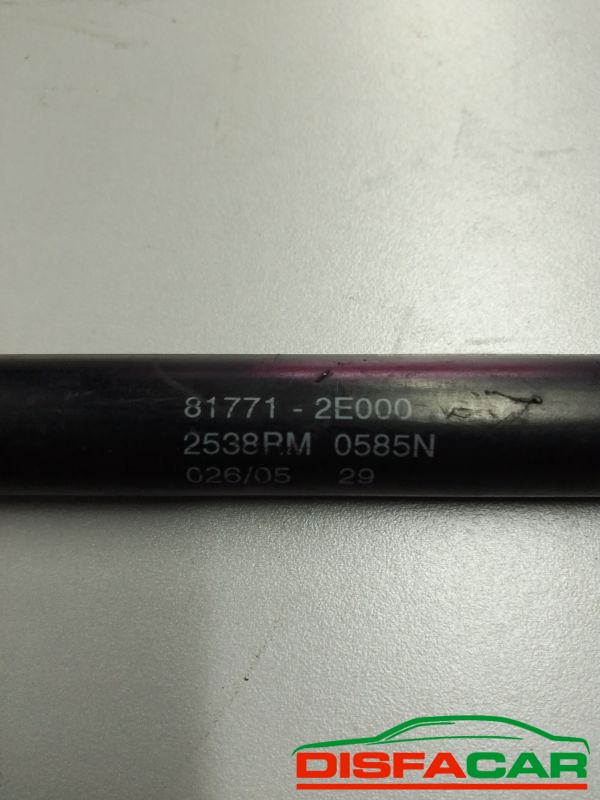 81771 - 2E000
2538RM 0585N
026/05 29
DISFACAR